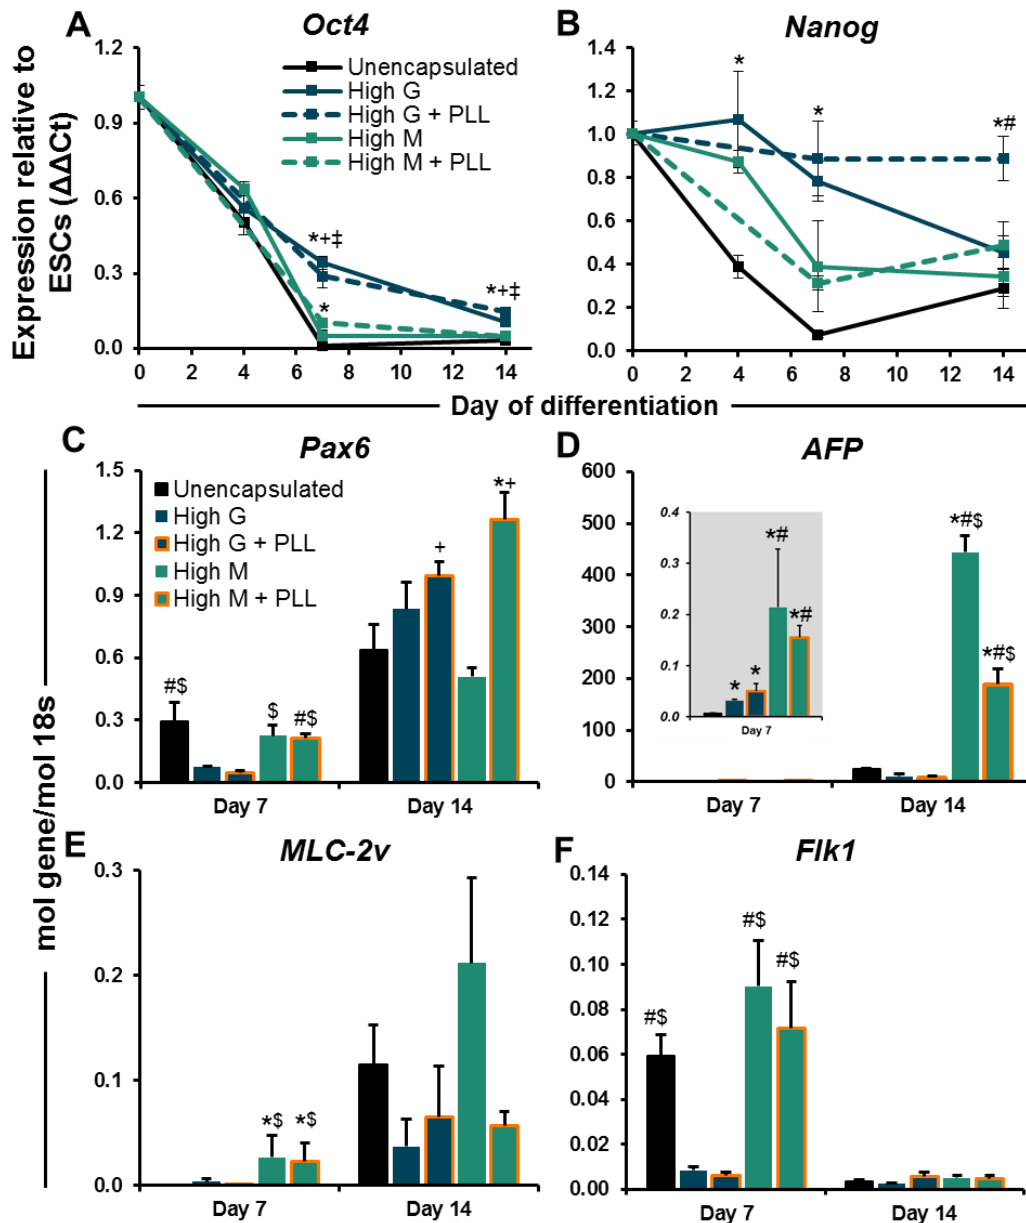 A
Oct4
1.2
0.9
0.6
0.3
0.0
0 2 4 6 8 10 12 14
Unencapsulated
High G
High G + PLL
High M
High M + PLL
*+‡
*
*+‡
B
Nanog
1.4
1.2
1.0
0.8
0.6
0.4
0.2
0.0
0 2 4 6 8 10 12 14
*
*
*#
Expression relative to
ESCs (ΔΔCt)
Day of differentiation
C
Pax6
1.5
1.2
0.9
0.6
0.3
0.0
Unencapsulated
High G
High G + PLL
High M
High M + PLL
#$
$
#$
+
*+
Day 7
Day 14
D
AFP
600
500
400
300
200
100
0
0.4
0.3
0.2
0.1
0.0
*
*
*#
*#
Day 7
*#$
*#$
Day 7
Day 14
mol gene/mol 18s
E
MLC-2v
0.3
0.2
0.1
0.0
*$
*$
Day 7
Day 14
F
Flk1
0.14
0.12
0.10
0.08
0.06
0.04
0.02
0.00
#$
#$
#$
Day 7
Day 14